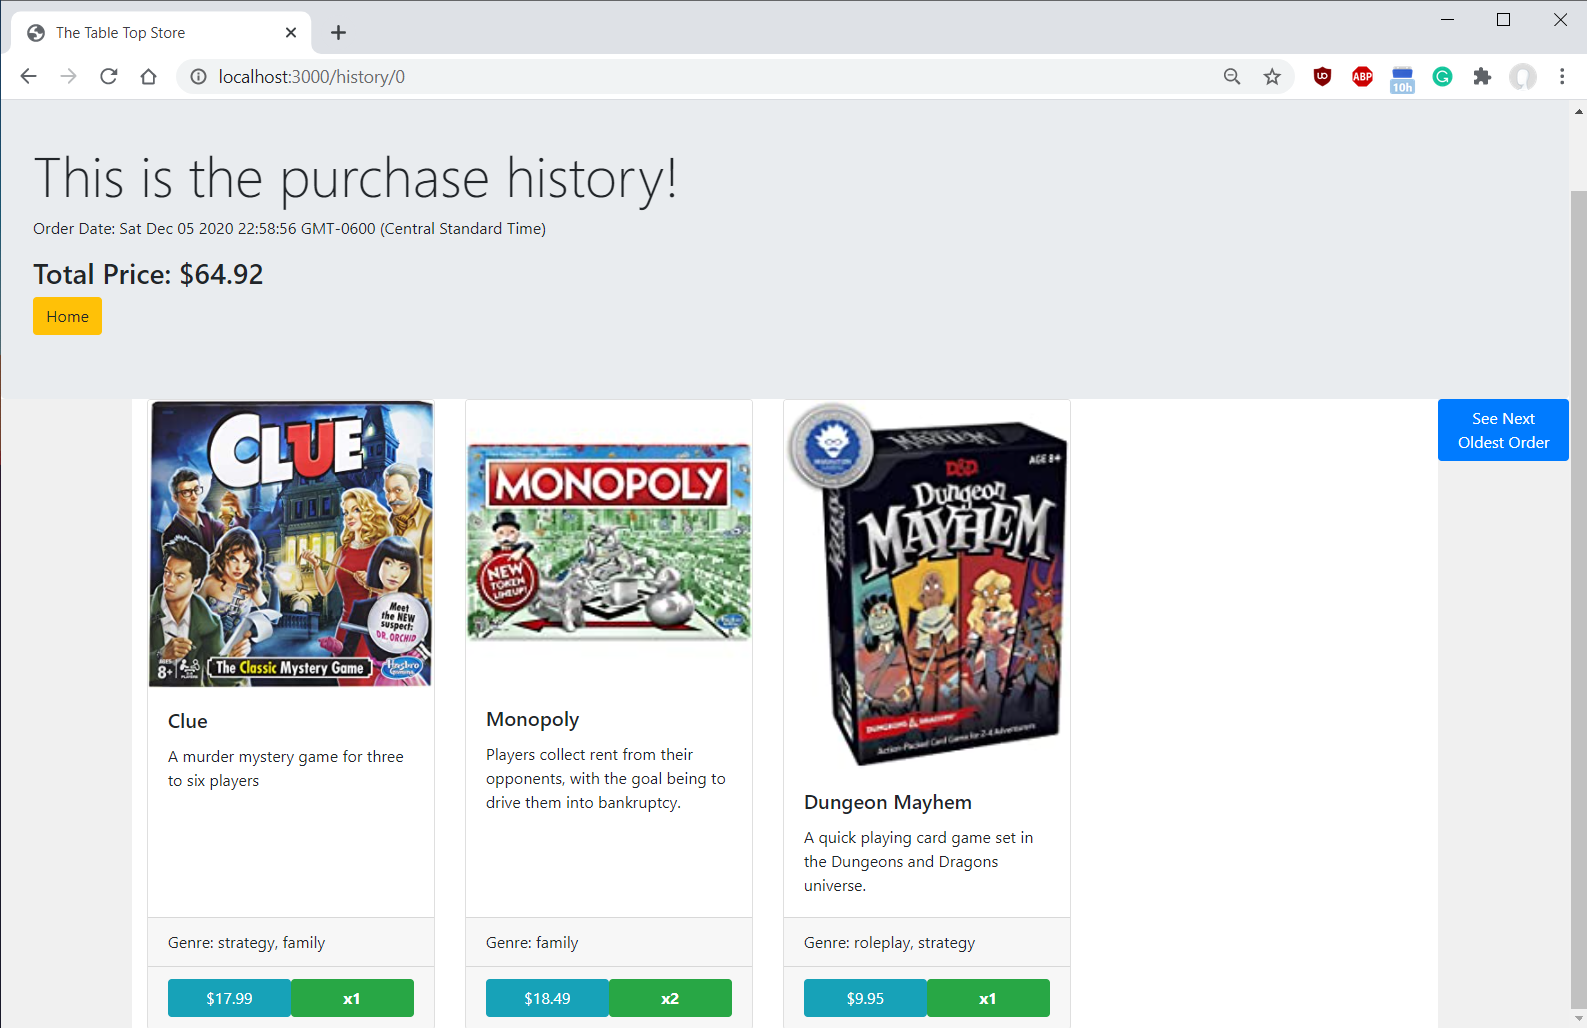 The Table Top Store
localhost:3000/history/0
UD
ABP
10h
G
This is the purchase history!
Order Date: Sat Dec 05 2020 22:58:56 GMT-0600 (Central Standard Time)
Total Price: $64.92
Home
See Next
Oldest Order
CLUE
Meet
the NEW
suspect:
DR. ORCHID
AGES
8+
The Classic Mystery Game
Hasbro
Gaming
MONOPOLY
NEW
TOKEN
LINEUP!
D&D
AGE 8+
Dungeon
MAYHEM
DUNGEONS & DRAGONS
Action-Packed Card Game for 2-4 Adventurers
Clue
A murder mystery game for three
to six players
Monopoly
Players collect rent from their
opponents, with the goal being to
drive them into bankruptcy.
Dungeon Mayhem
A quick playing card game set in
the Dungeons and Dragons
universe.
Genre: strategy, family
Genre: family
Genre: roleplay, strategy
$17.99 x1
$18.49 x2
$9.95 x1